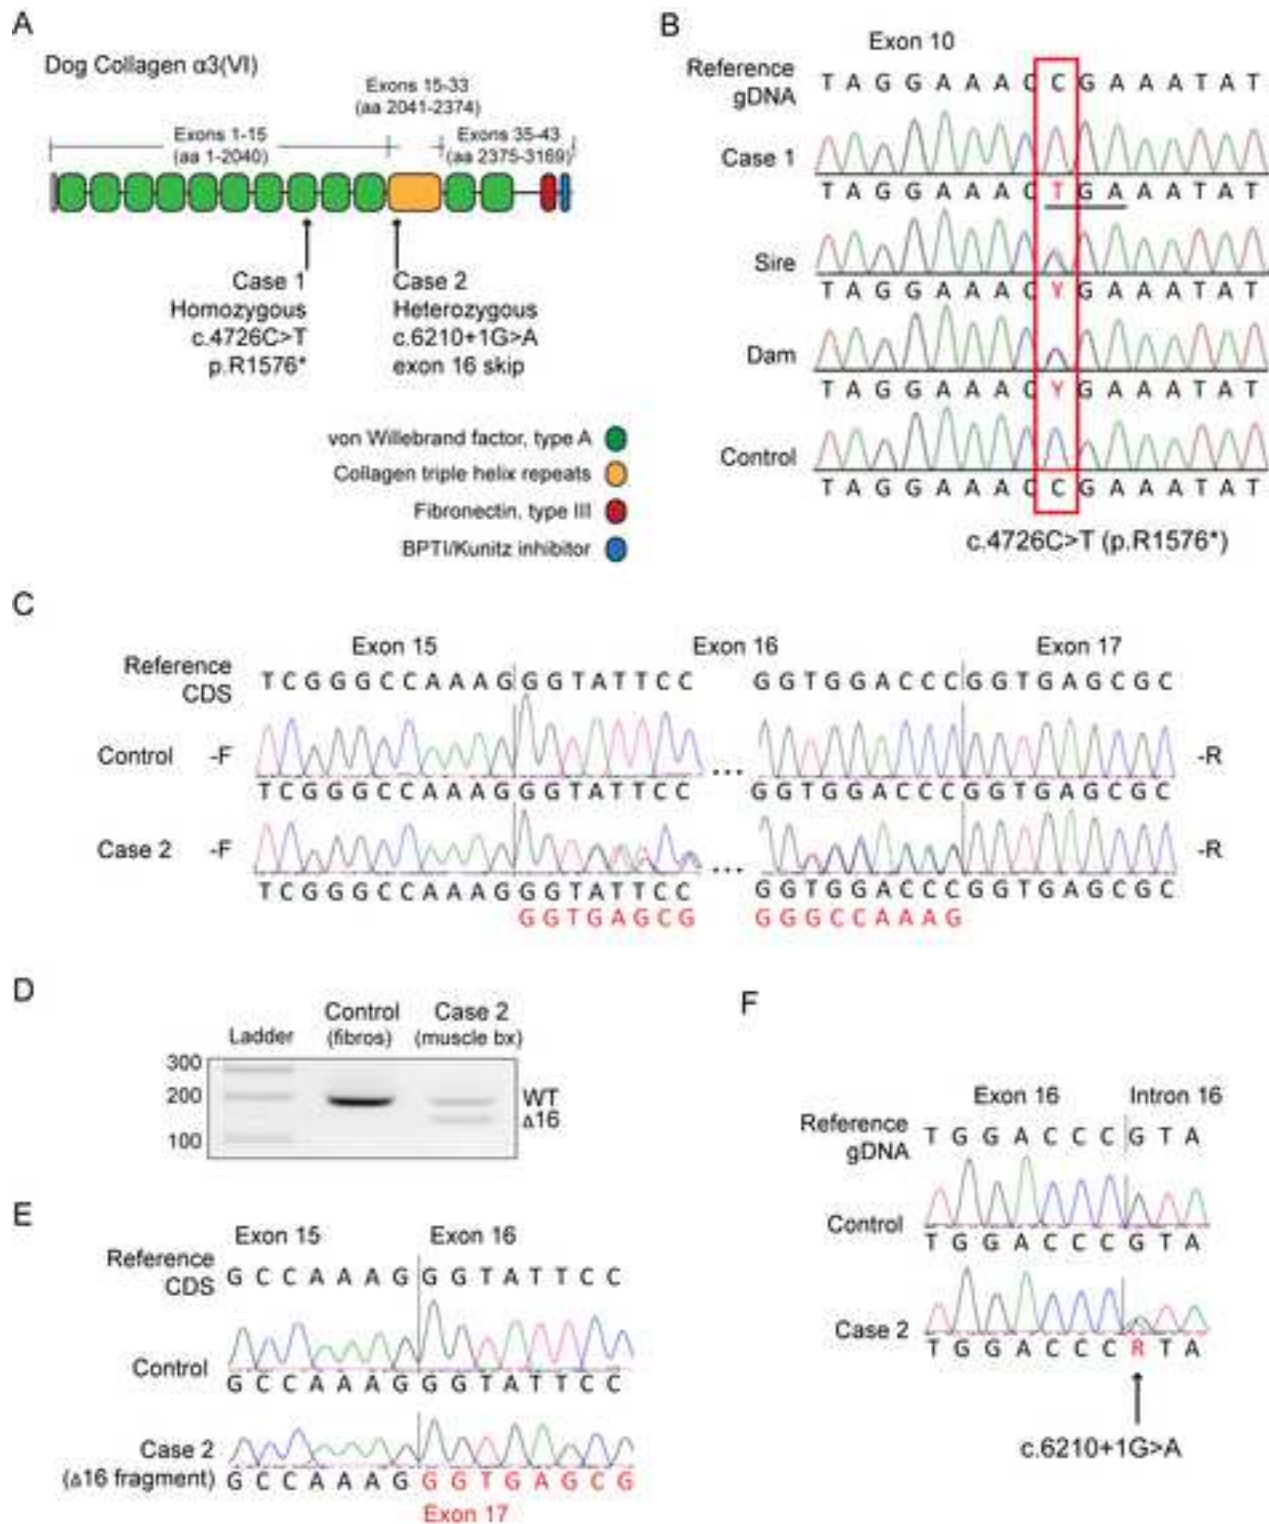 A
Dog Collagen α3(VI)
Exons 15-33
(aa 2041-2374)
Exons 1-15
(aa 1-2040)
Exons 35-43
(aa 2375-3169)
Case 1
Homozygous
c.4726C>T
p.R1576*
Case 2
Heterozygous
c.6210+1G>A
exon 16 skip
von Willebrand factor, type A
Collagen triple helix repeats
Fibronectin, type III
BPTI/Kunitz inhibitor
B
Exon 10
Reference
gDNA
T A G G A A A C C G A A A T A T
Case 1
T A G G A A A C T G A A A T A T
Sire
T A G G A A A C Y G A A A T A T
Dam
T A G G A A A C Y G A A A T A T
Control
T A G G A A A C C G A A A T A T
c.4726C>T (p.R1576*)
C
Exon 15 Exon 16 Exon 17
Reference
CDS
T C G G G C C A A A G G G T A T T C C G G T G G A C C C G G T G A G C G C
Control -F ... -R
T C G G G C C A A A G G G T A T T C C G G T G G A C C C G G T G A G C G C
Case 2 -F ... -R
T C G G G C C A A A G G G T A T T C C G G T G G A C C C G G T G A G C G C
G G T G A G C G G G G C C A A A G
D
Ladder
Control
(fibros)
Case 2
(muscle bx)
300
200
100
WT
Δ16
E
Exon 15 Exon 16
Reference
CDS
G C C A A A G G G T A T T C C
Control
G C C A A A G G G T A T T C C
Case 2
(Δ16 fragment)
G C C A A A G G G T G A G C G
Exon 17
F
Exon 16 Intron 16
Reference
gDNA
T G G A C C C G T A
Control
T G G A C C C G T A
Case 2
T G G A C C C R T A
c.6210+1G>A